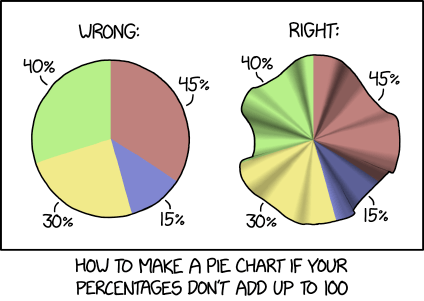 WRONG:
RIGHT:
40%
45%
30%
15%
40%
45%
30%
15%
HOW TO MAKE A PIE CHART IF YOUR
PERCENTAGES DON'T ADD UP TO 100